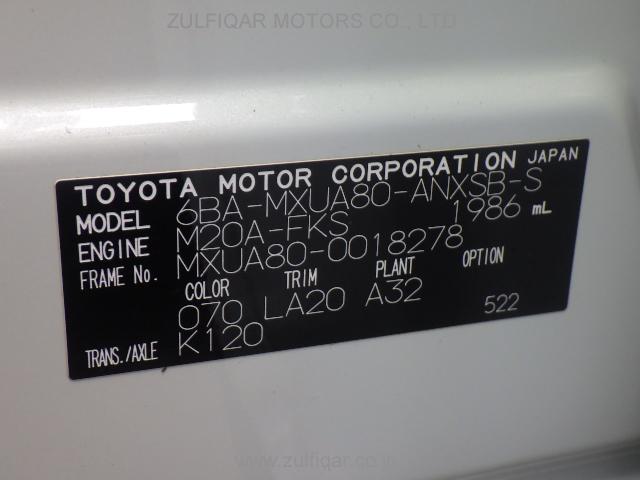 ZULFIQAR MOTORS CO., LTD.
TOYOTA MOTOR CORPORATION JAPAN
MODEL 6BA-MXUA80-ANXSB-S
ENGINE M20A-FKS 1986 mL
FRAME No. MXUA80-0018278
COLOR TRIM PLANT OPTION
070 LA20 A32 522
TRANS./AXLE K120
www.zulfiqar.co.jp